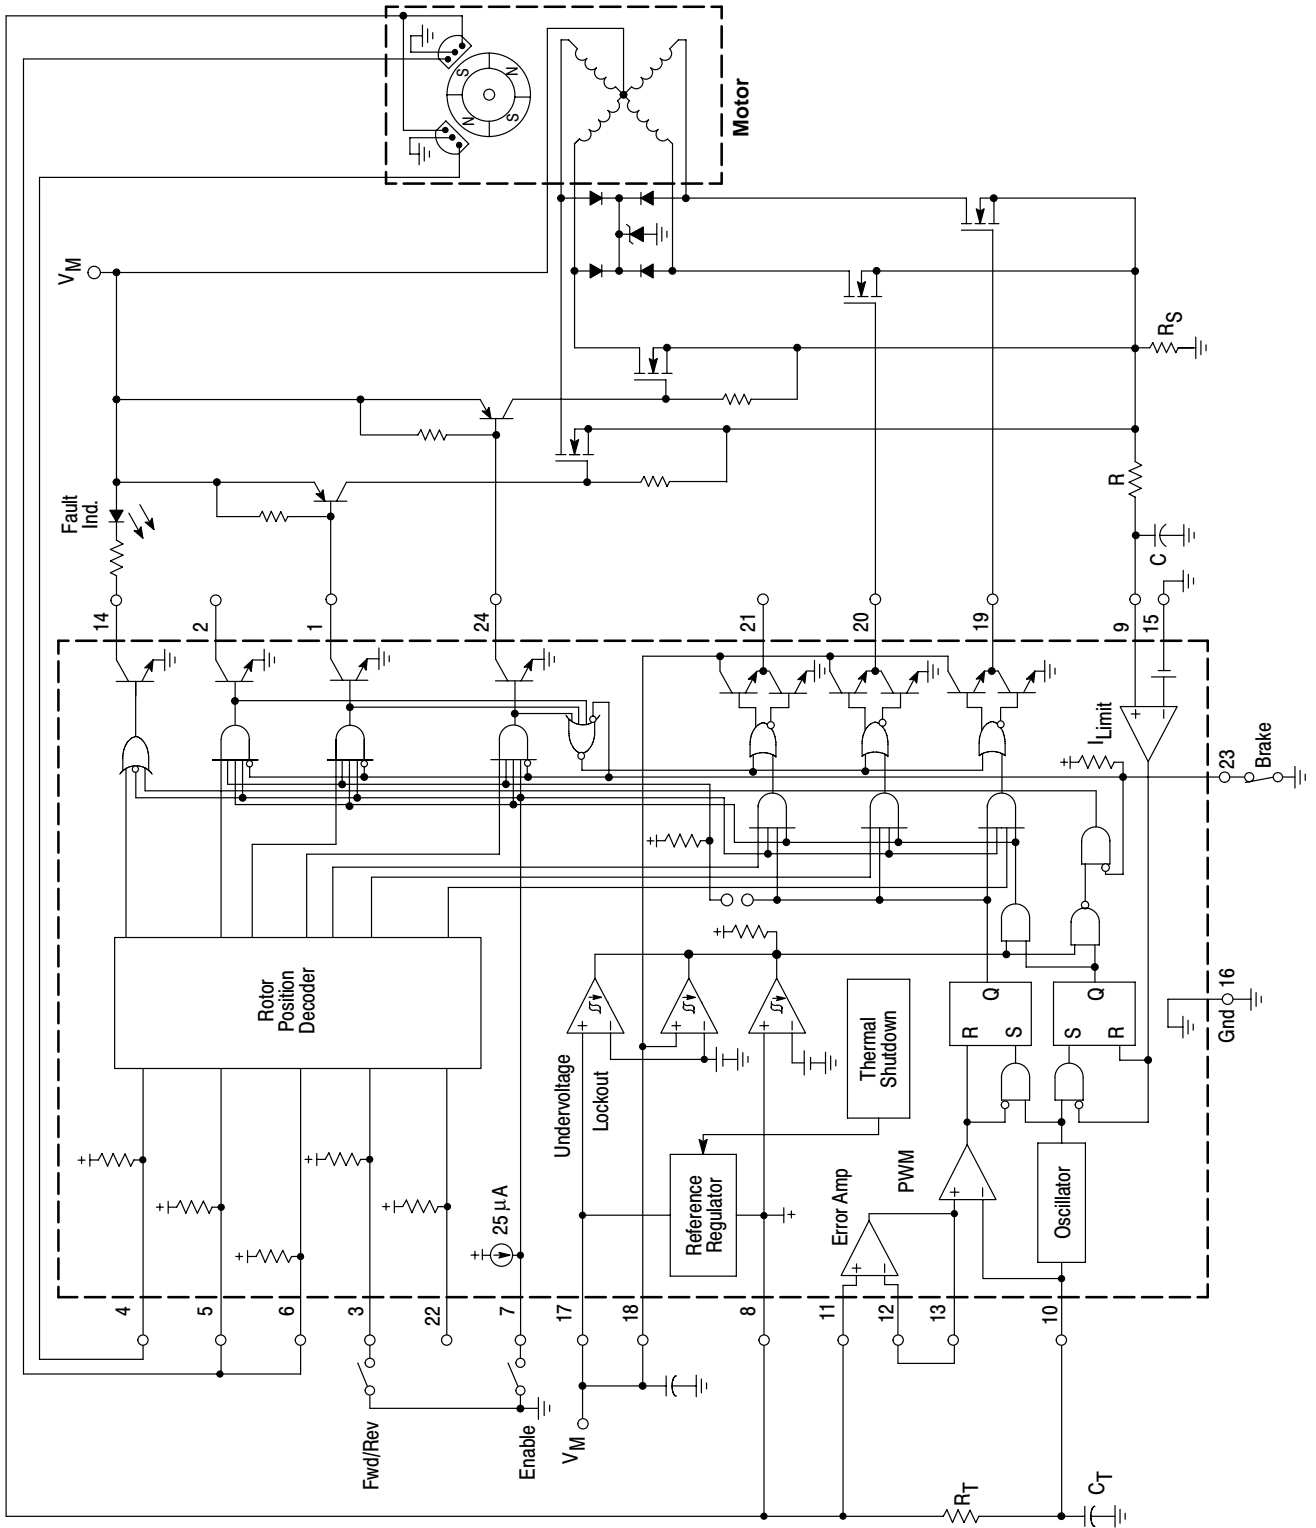 Motor
S
N
N
S
VM
RS
Fault
Ind.
R
C
14
2
1
24
21
20
19
9
15
ILimit
23
Brake
Rotor
Position
Decoder
Undervoltage
Lockout
Thermal
Shutdown
R
Q
S
S
Q
R
Gnd 16
+
–
+
–
+
–
+
–
+
–
+
–
+
+
+
+
+
+
+
+
+
+
+
25 µA
Reference
Regulator
Error Amp
PWM
Oscillator
4
5
6
3
22
7
17
18
8
11
12
13
10
Fwd/Rev
Enable
VM
RT
CT